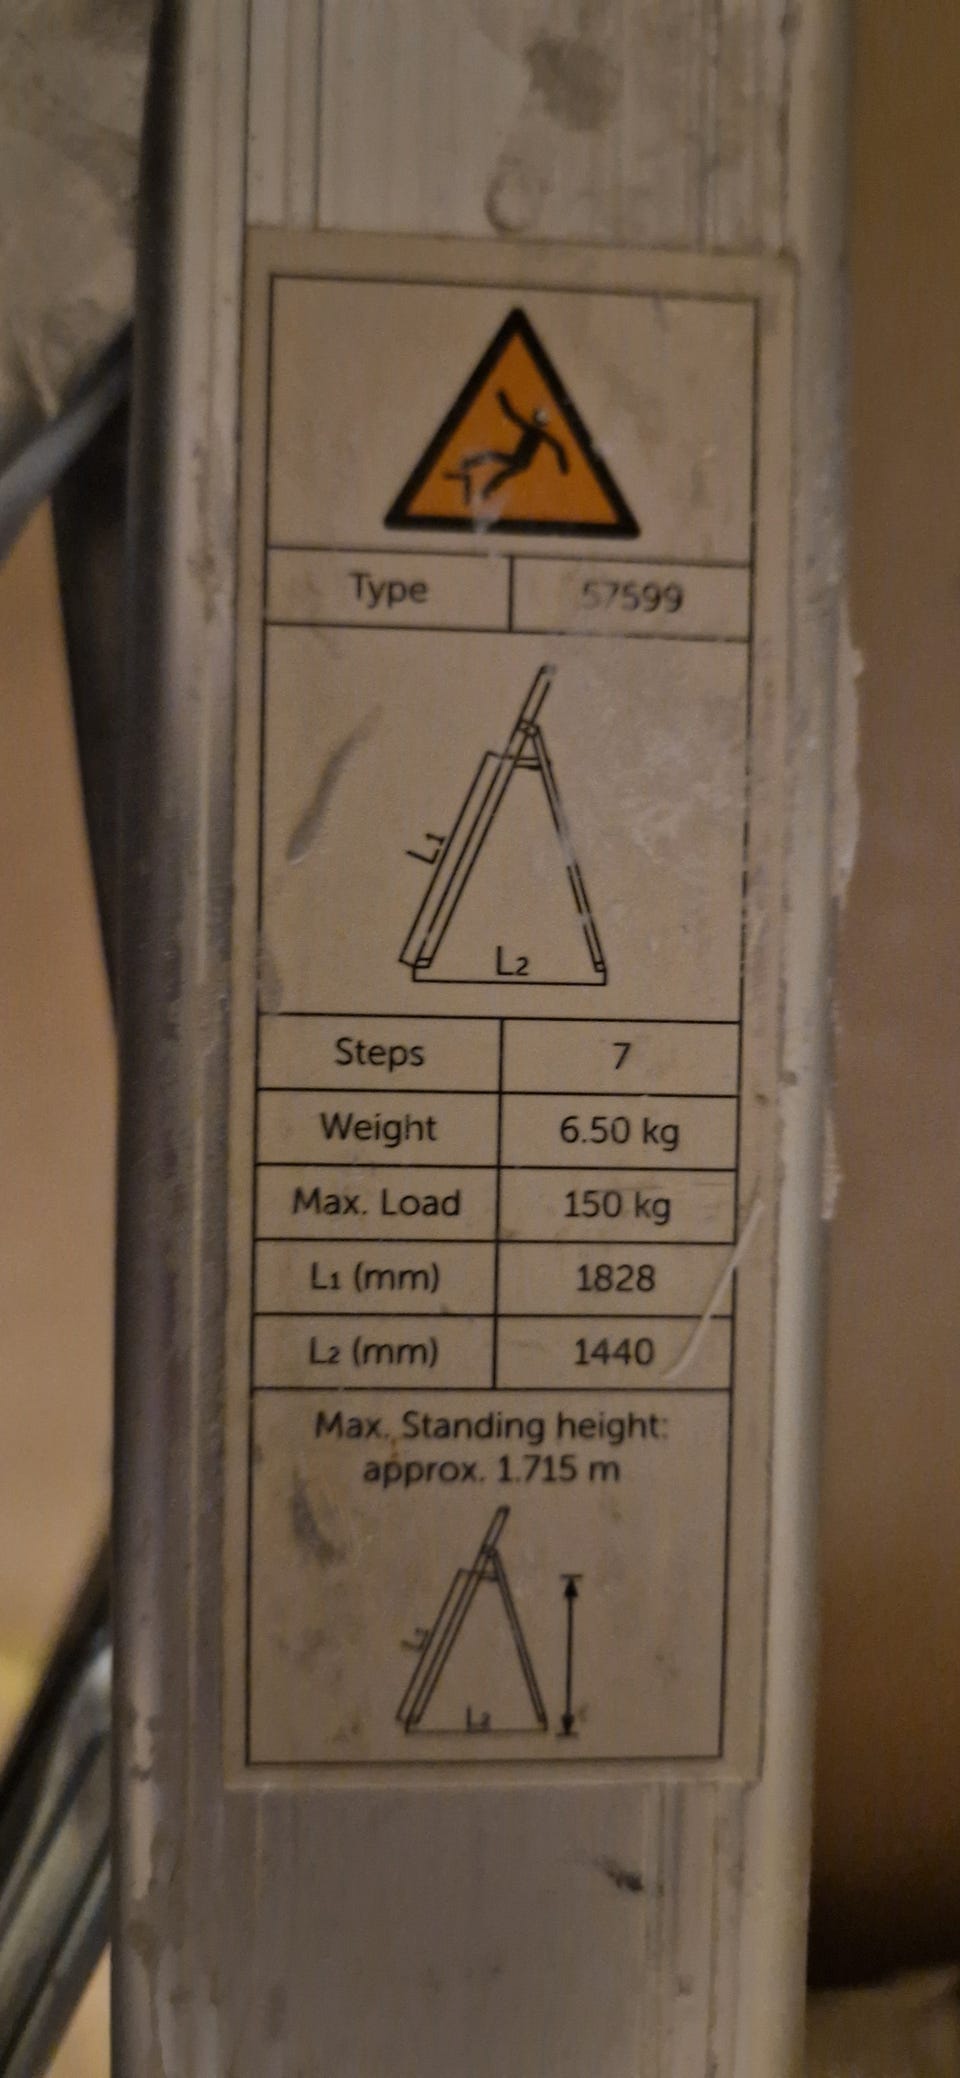 Type 57599
L1
L2
Steps 7
Weight 6.50 kg
Max. Load 150 kg
L1 (mm) 1828
L2 (mm) 1440
Max. Standing height:
approx. 1.715 m
L1
L2